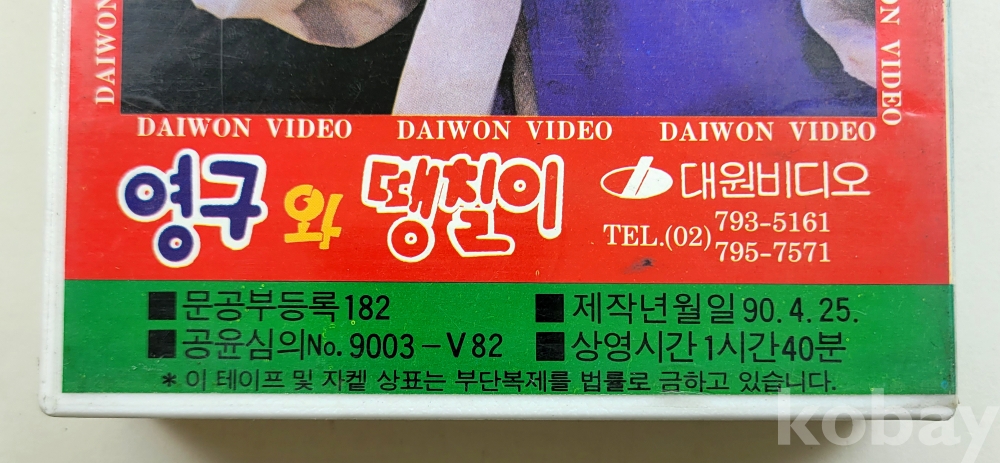 DAIWON
ON VIDEO
DAIWON VIDEO DAIWON VIDEO DAIWON VIDEO
영구와 땡칠이
대원비디오
TEL.(02) 793-5161
795-7571
■ 문공부등록 182
■ 제작년월일 90. 4. 25.
■ 공윤심의No. 9003-V82
■ 상영시간 1시간40분
* 이 테이프 및 자켙 상표는 부단복제를 법률로 금하고 있습니다.
kobay